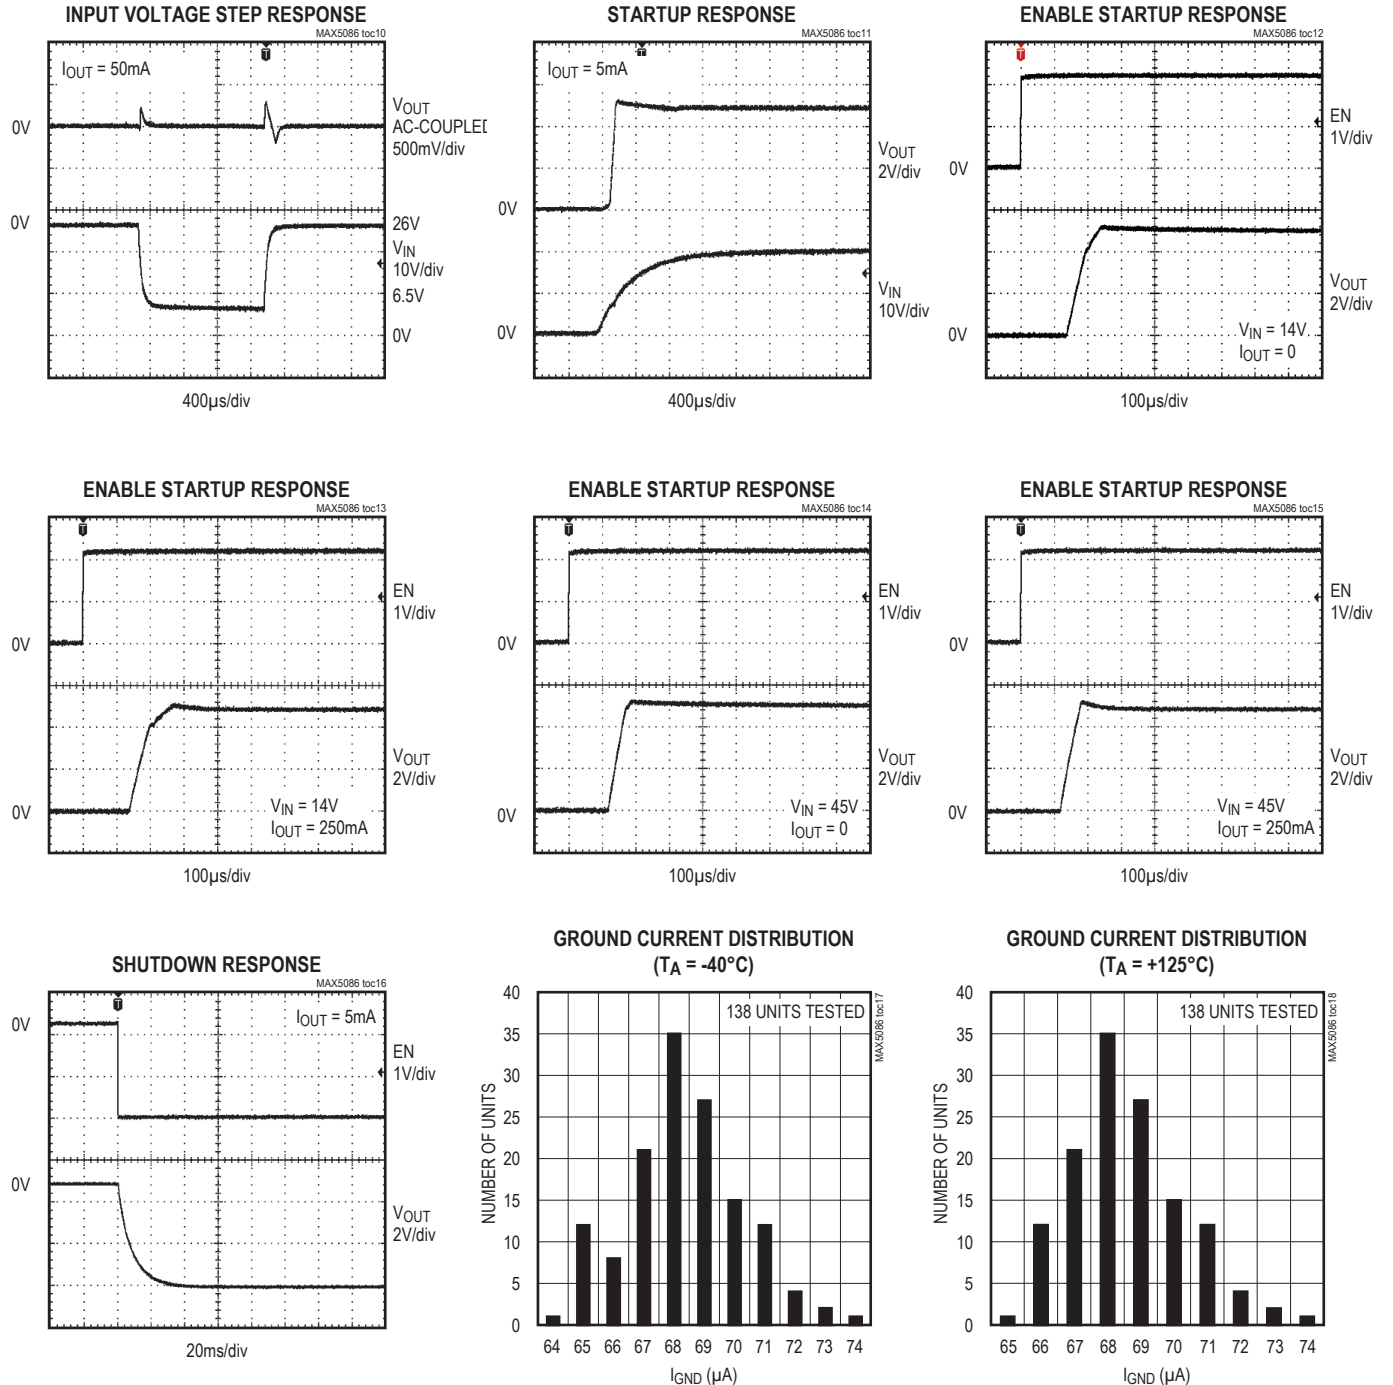 INPUT VOLTAGE STEP RESPONSE
MAX5086 toc10
IOUT = 50mA
0V
VOUT
AC-COUPLED
500mV/div
0V
26V
VIN
10V/div
6.5V
0V
400µs/div
STARTUP RESPONSE
MAX5086 toc11
IOUT = 5mA
VOUT
2V/div
0V
VIN
10V/div
0V
400µs/div
ENABLE STARTUP RESPONSE
MAX5086 toc12
EN
1V/div
0V
VOUT
2V/div
VIN = 14V
IOUT = 0
0V
100µs/div
ENABLE STARTUP RESPONSE
MAX5086 toc13
EN
1V/div
0V
VOUT
2V/div
VIN = 14V
IOUT = 250mA
0V
100µs/div
ENABLE STARTUP RESPONSE
MAX5086 toc14
EN
1V/div
0V
VOUT
2V/div
VIN = 45V
IOUT = 0
0V
100µs/div
ENABLE STARTUP RESPONSE
MAX5086 toc15
EN
1V/div
0V
VOUT
2V/div
VIN = 45V
IOUT = 250mA
0V
100µs/div
SHUTDOWN RESPONSE
MAX5086 toc16
IOUT = 5mA
0V
EN
1V/div
0V
VOUT
2V/div
20ms/div
GROUND CURRENT DISTRIBUTION
(TA = -40°C)
138 UNITS TESTED
MAX5086 toc17
NUMBER OF UNITS
40
35
30
25
20
15
10
5
0
64 65 66 67 68 69 70 71 72 73 74
IGND (µA)
GROUND CURRENT DISTRIBUTION
(TA = +125°C)
138 UNITS TESTED
MAX5086 toc18
NUMBER OF UNITS
40
35
30
25
20
15
10
5
0
65 66 67 68 69 70 71 72 73 74
IGND (µA)